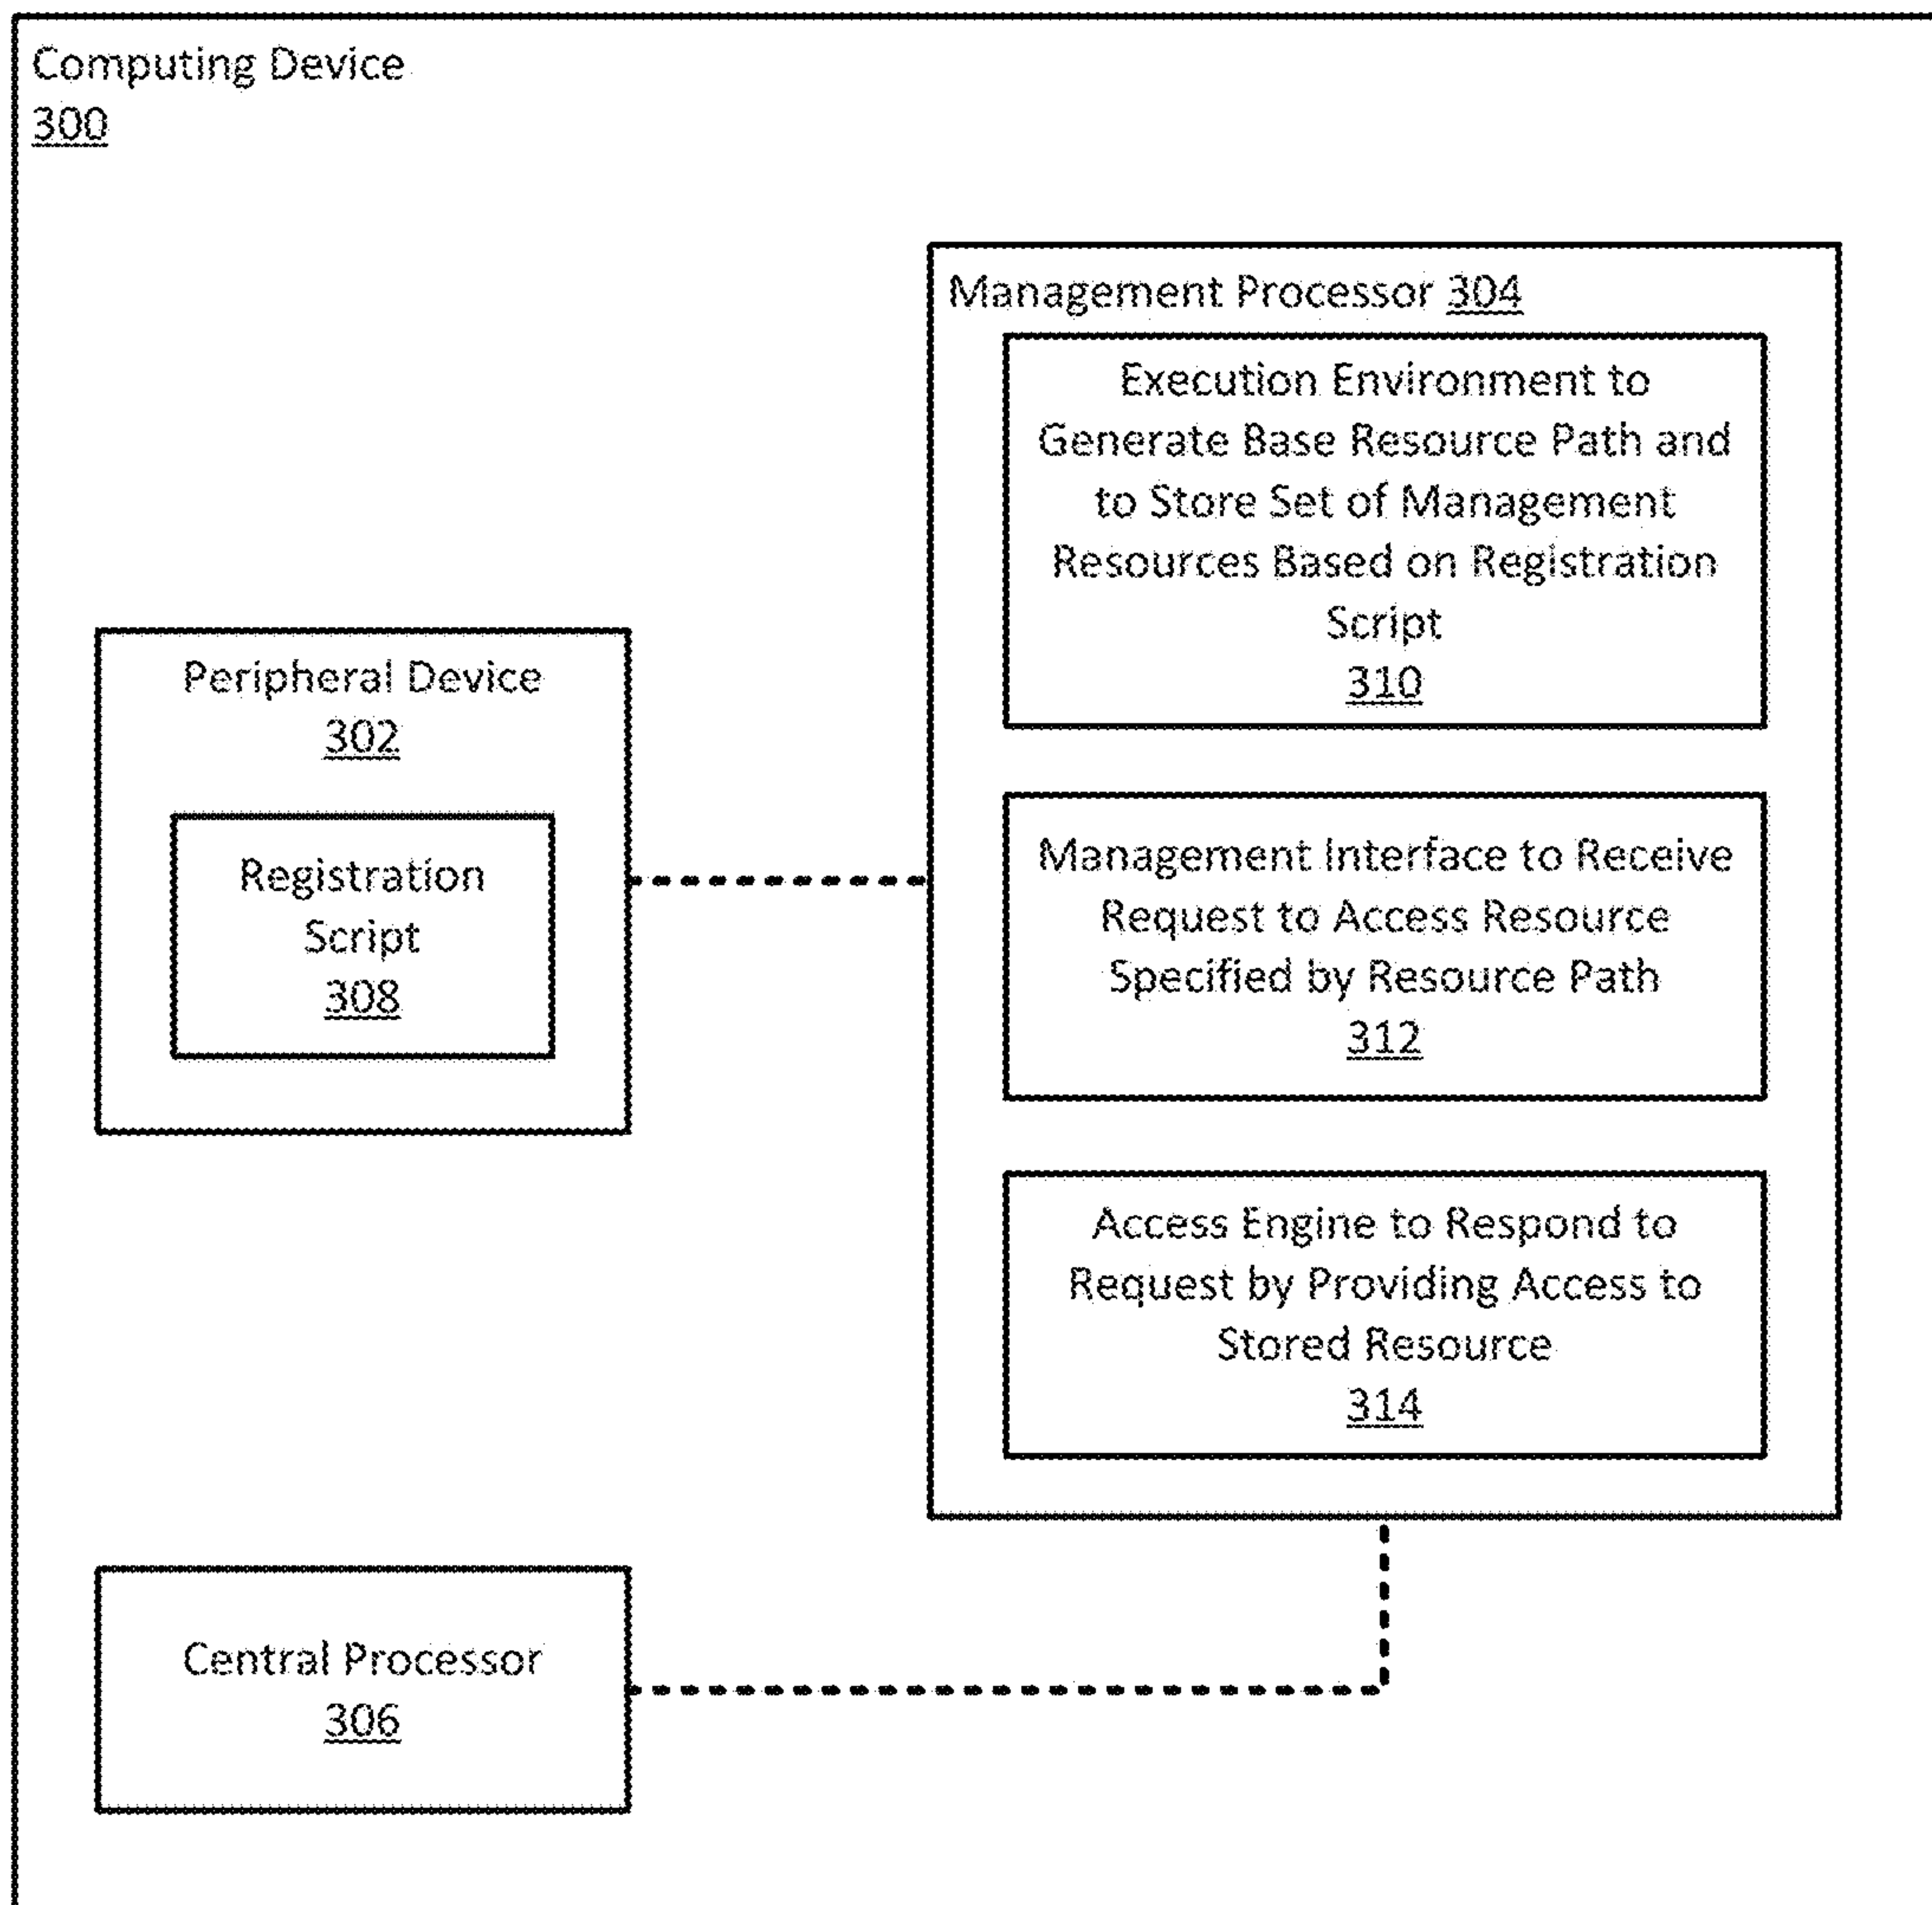 Computing Device
300
Management Processor 304
Execution Environment to
Generate Base Resource Path and
to Store Set of Management
Resources Based on Registration
Script
310
Peripheral Device
302
Registration
Script
308
Management Interface to Receive
Request to Access Resource
Specified by Resource Path
312
Access Engine to Respond to
Request by Providing Access to
Stored Resource
314
Central Processor
306